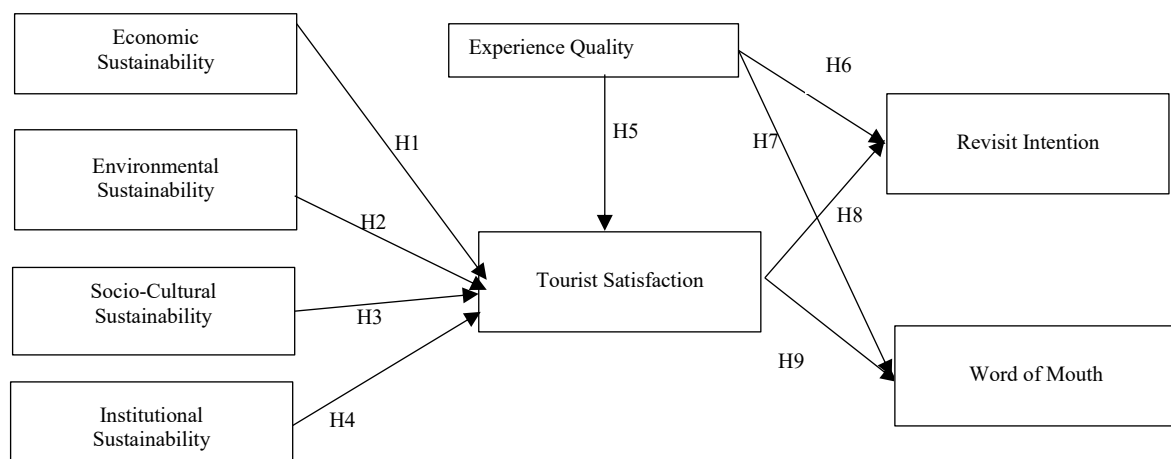 Economic
Sustainability
Experience Quality
H6
Revisit Intention
H1
H5
H7
Environmental
Sustainability
H2
H8
Tourist Satisfaction
Socio-Cultural
Sustainability
H3
H9
Word of Mouth
Institutional
Sustainability
H4